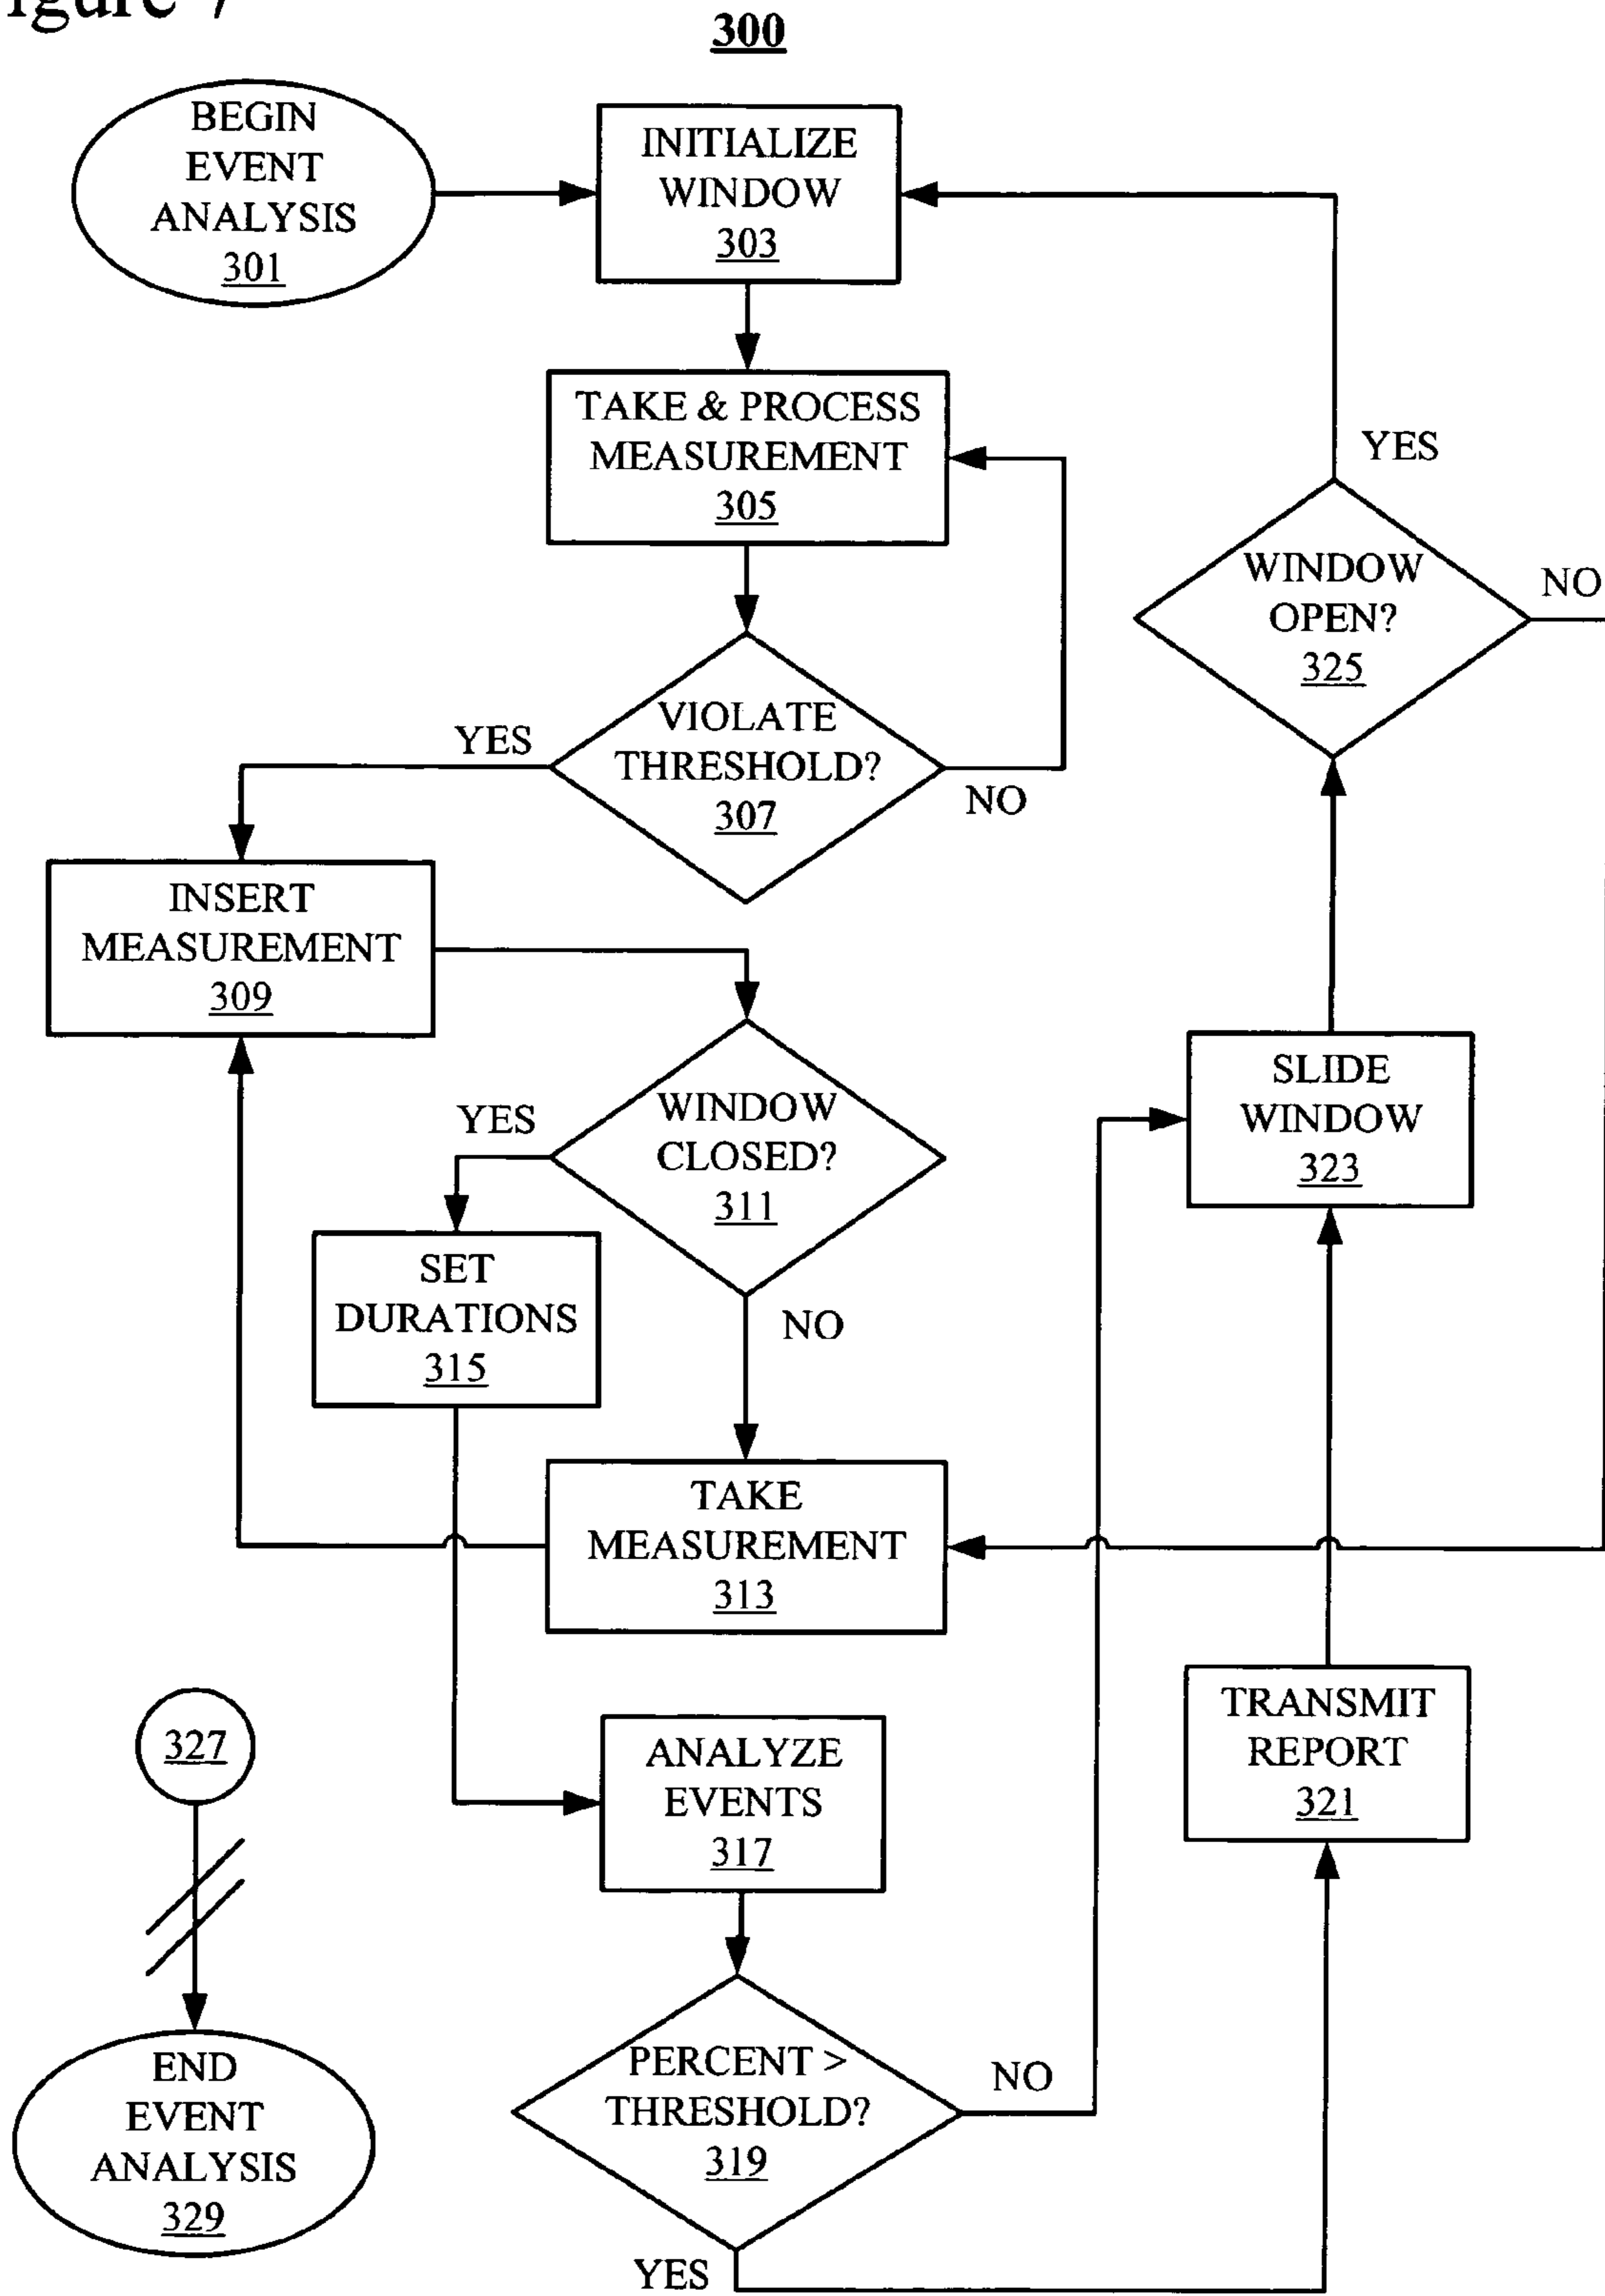 igure 7
300
BEGIN
EVENT
ANALYSIS
301
INITIALIZE
WINDOW
303
TAKE & PROCESS
MEASUREMENT
305
YES
WINDOW
OPEN?
325
NO
VIOLATE
THRESHOLD?
307
YES
NO
INSERT
MEASUREMENT
309
WINDOW
CLOSED?
311
YES
NO
SLIDE
WINDOW
323
SET
DURATIONS
315
TAKE
MEASUREMENT
313
TRANSMIT
REPORT
321
327
ANALYZE
EVENTS
317
END
EVENT
ANALYSIS
329
PERCENT >
THRESHOLD?
319
NO
YES